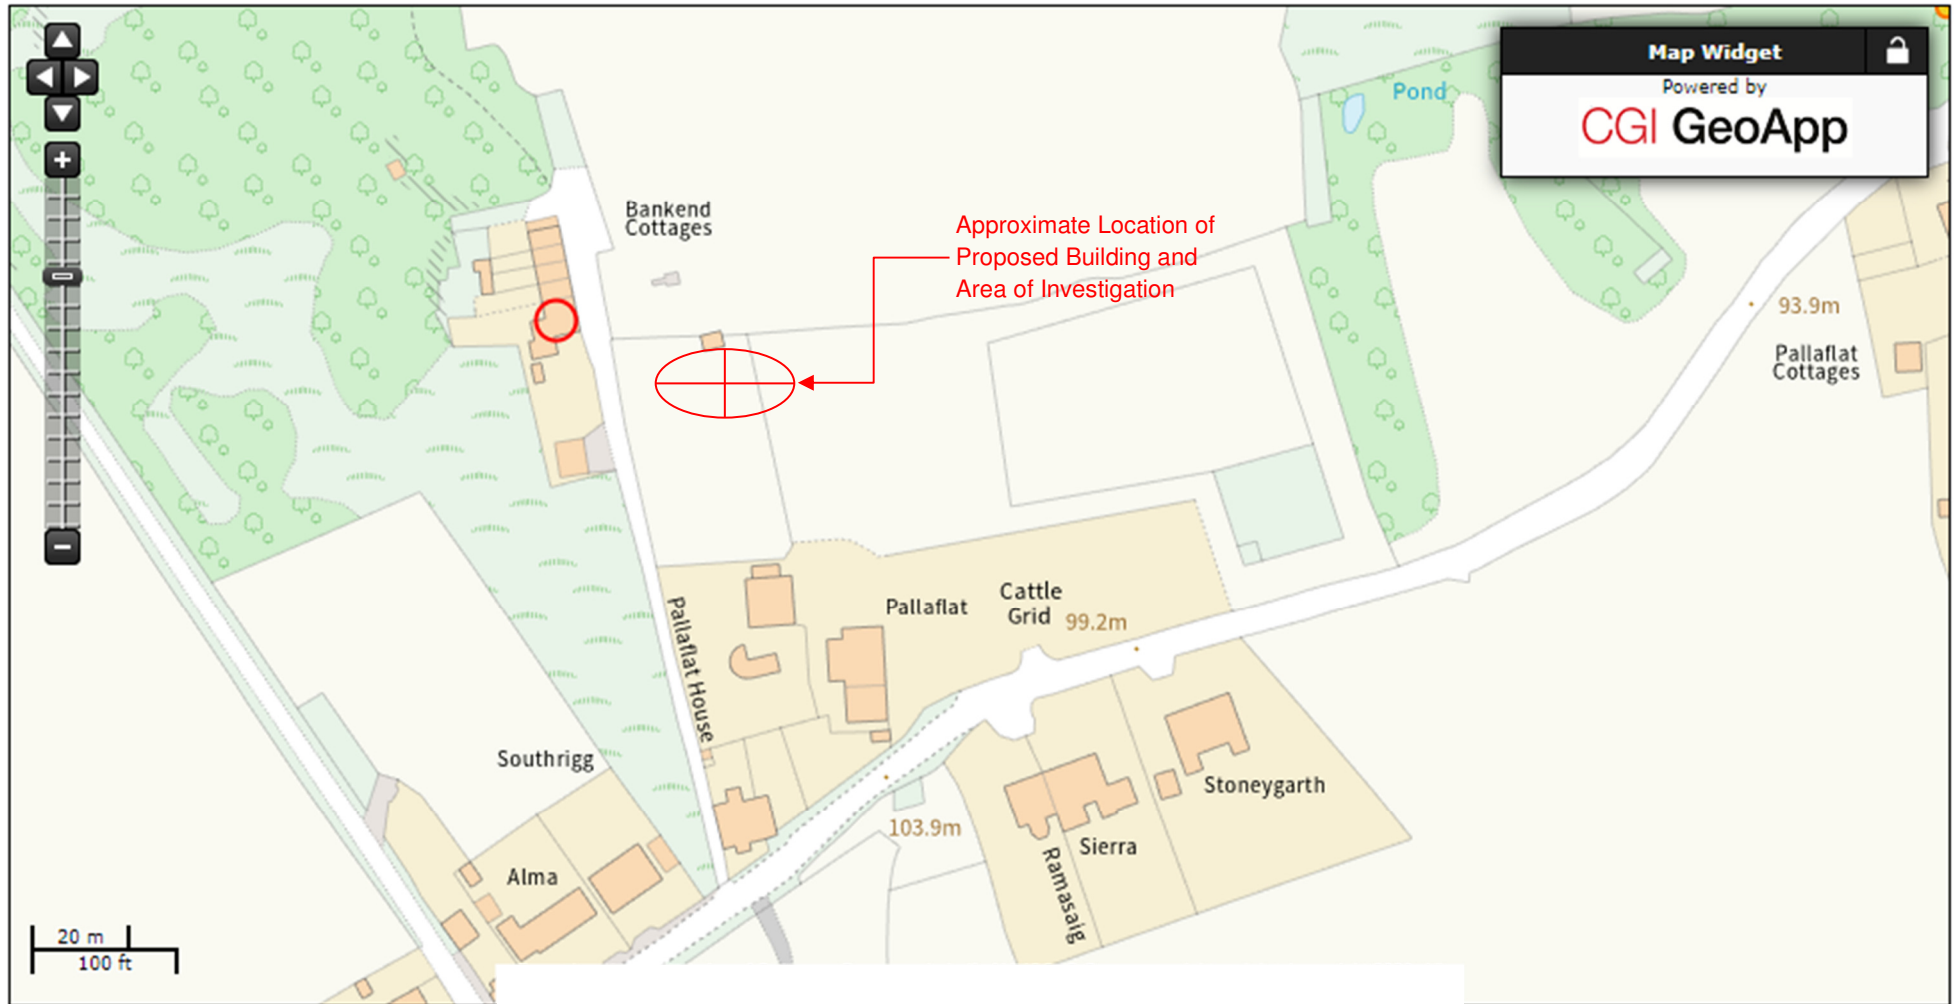 Map Widget
Powered by
CGI GeoApp
Pond
Bankend
Cottages
Approximate Location of
Proposed Building and
Area of Investigation
93.9m
Pallaflat
Cottages
Pallaflat House
Pallaflat
Cattle
Grid
99.2m
Southrigg
Stoneygarth
103.9m
Sierra
Ramasaig
Alma
20 m
100 ft